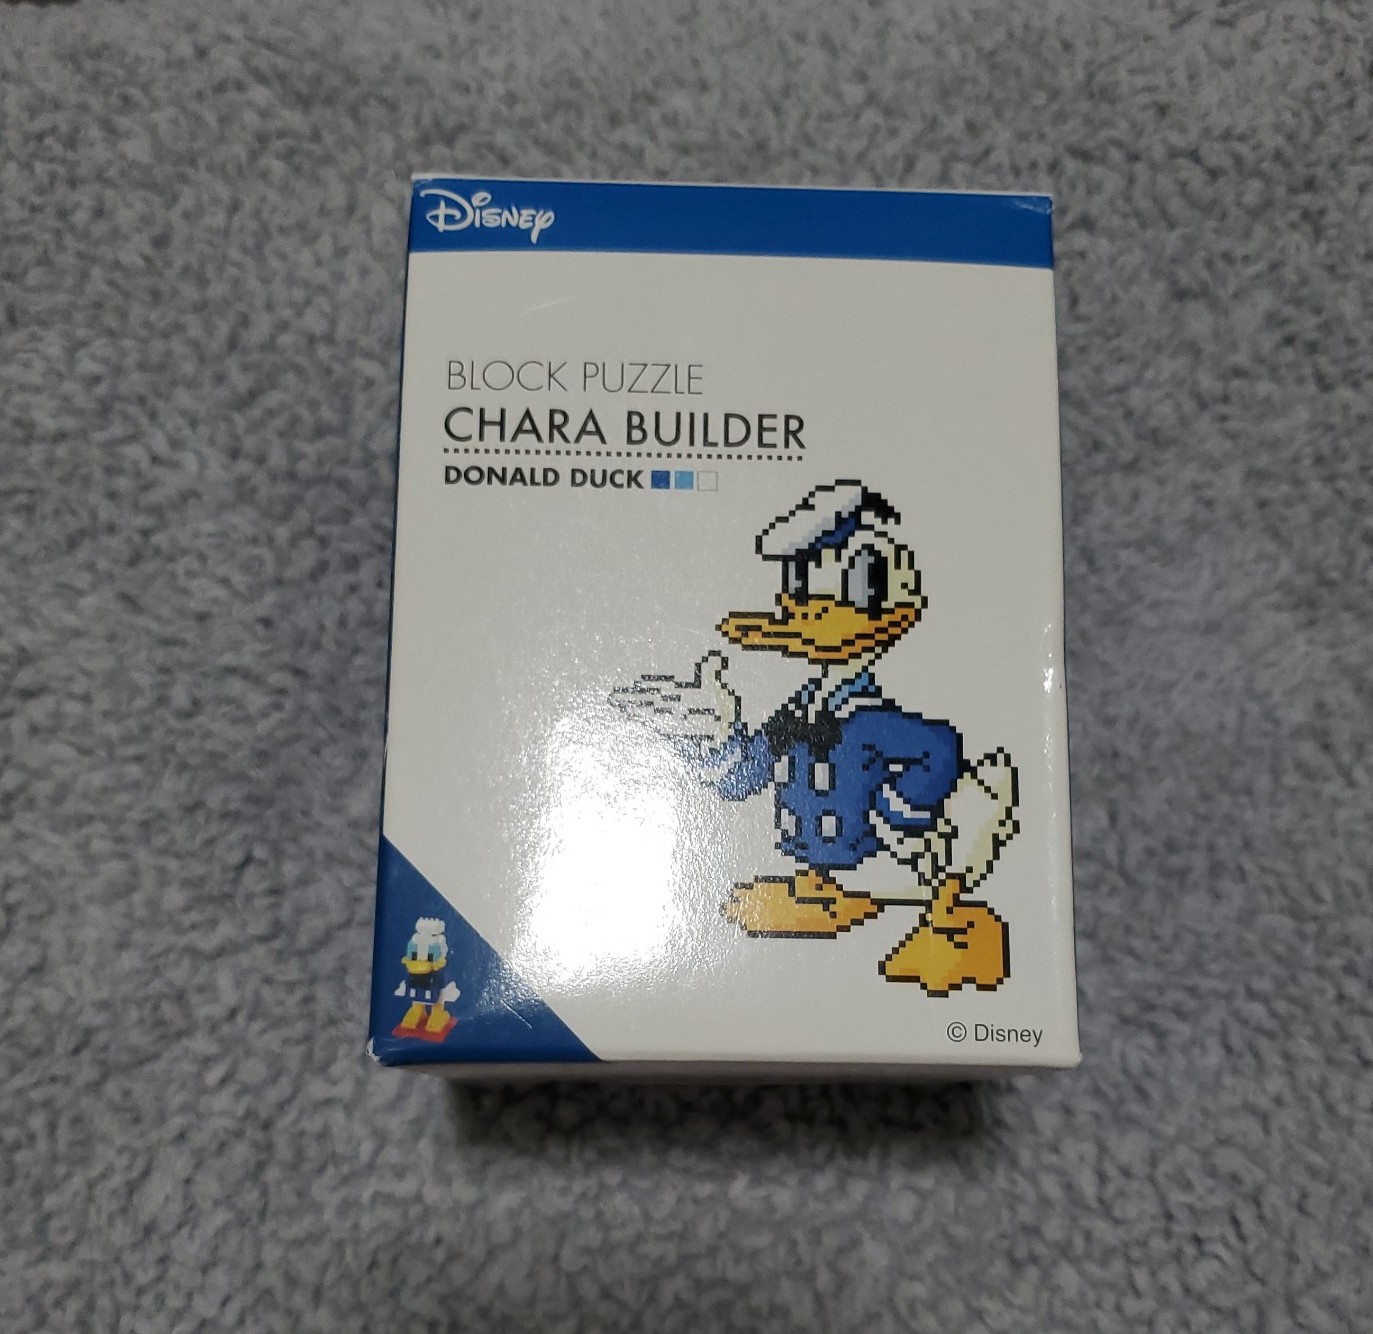 Disney
BLOCK PUZZLE
CHARA BUILDER
DONALD DUCK
© Disney